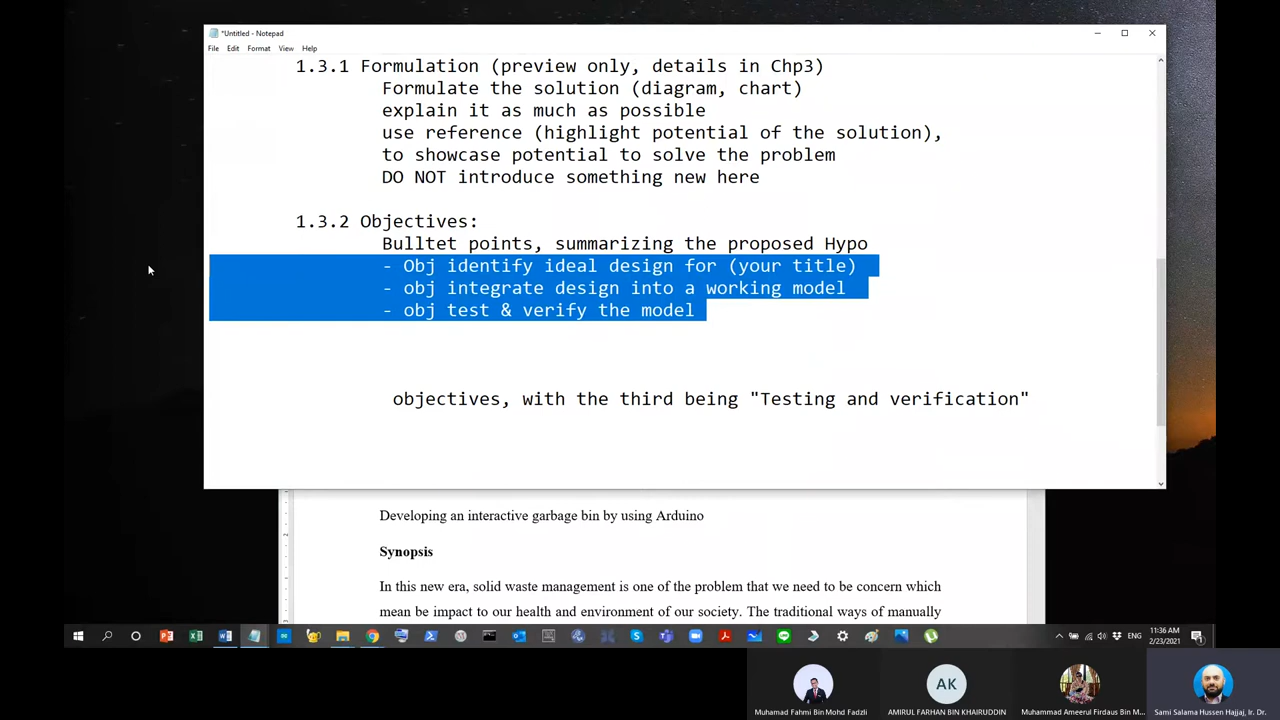 *Untitled - Notepad
File Edit Format View Help
1.3.1 Formulation (preview only, details in Chp3)
Formulate the solution (diagram, chart)
explain it as much as possible
use reference (highlight potential of the solution),
to showcase potential to solve the problem
DO NOT introduce something new here
1.3.2 Objectives:
Bulltet points, summarizing the proposed Hypo
- Obj identify ideal design for (your title)
- obj integrate design into a working model
- obj test & verify the model
objectives, with the third being "Testing and verification"
Developing an interactive garbage bin by using Arduino
Synopsis
In this new era, solid waste management is one of the problem that we need to be concern which
mean be impact to our health and environment of our society. The traditional ways of manually
ENG
11:36 AM
2/23/2021
AK
Muhamad Fahmi Bin Mohd Fadzli
AMIRUL FARHAN BIN KHAIRUDDIN
Muhammad Ameerul Firdaus Bin M...
Sami Salama Hussen Hajjaj, Ir. Dr.